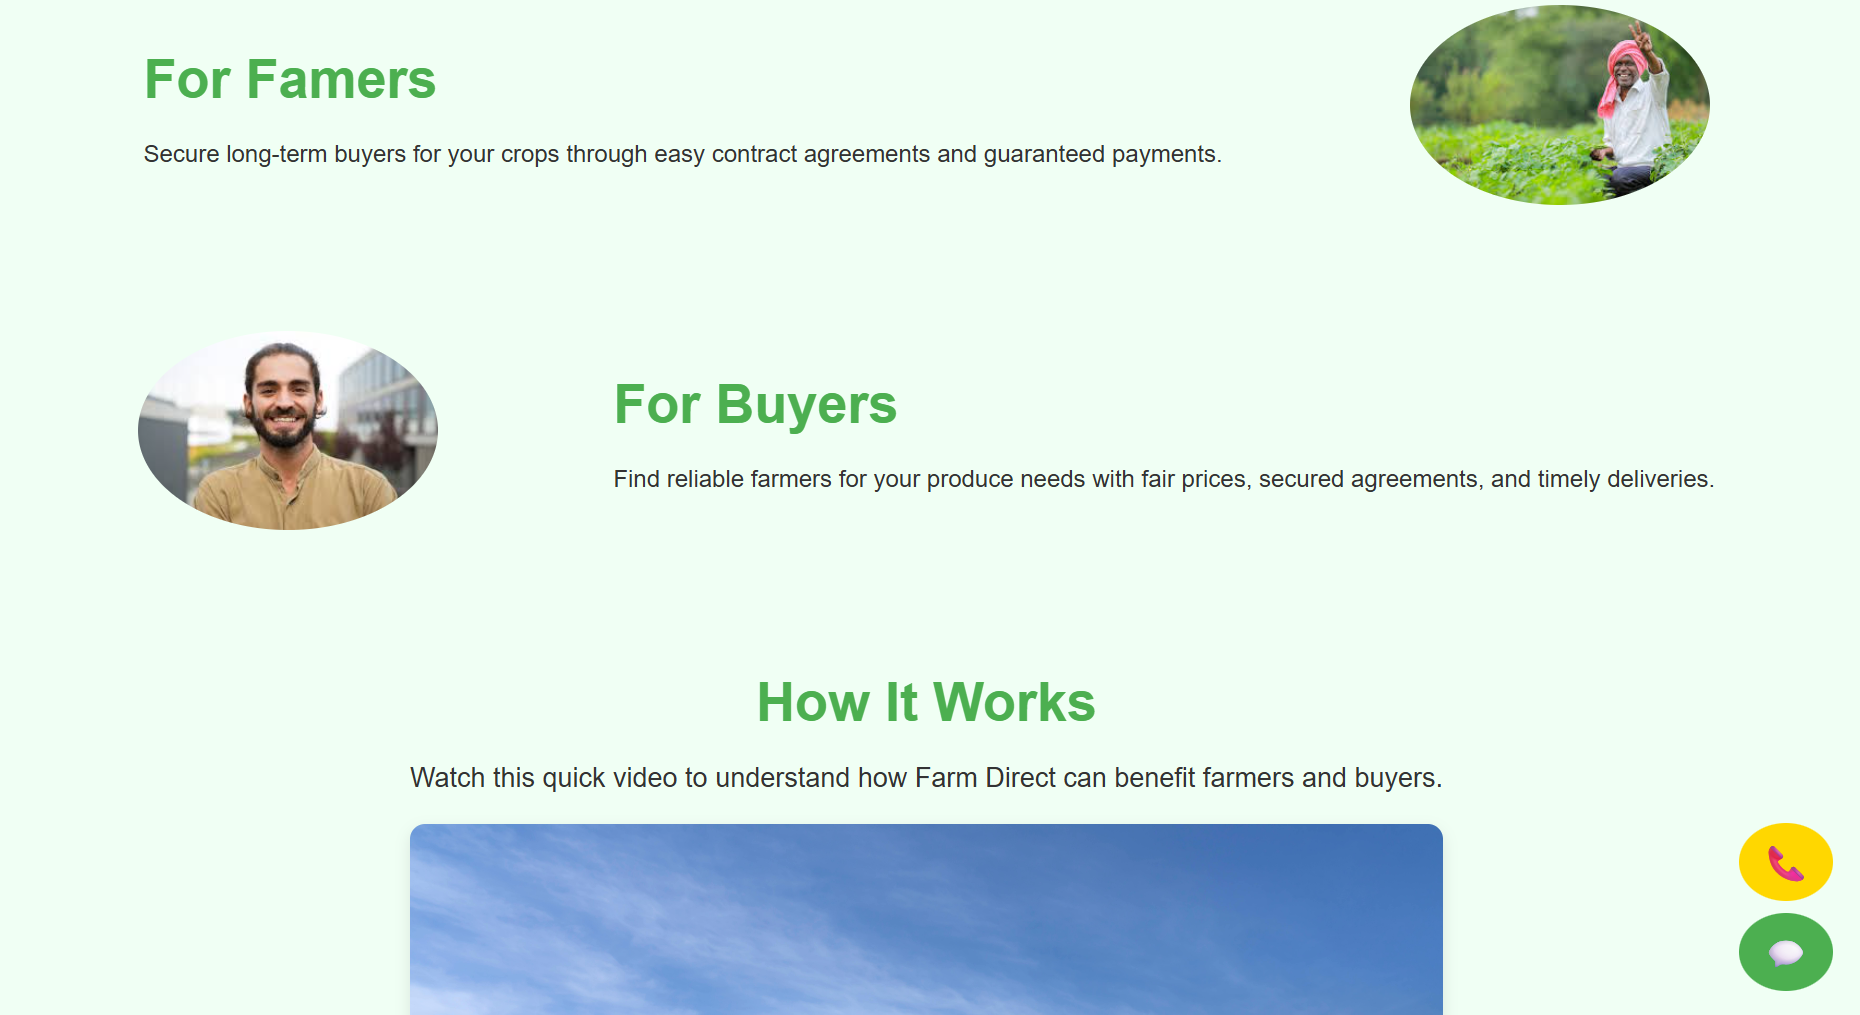 For Famers
Secure long-term buyers for your crops through easy contract agreements and guaranteed payments.
For Buyers
Find reliable farmers for your produce needs with fair prices, secured agreements, and timely deliveries.
How It Works
Watch this quick video to understand how Farm Direct can benefit farmers and buyers.